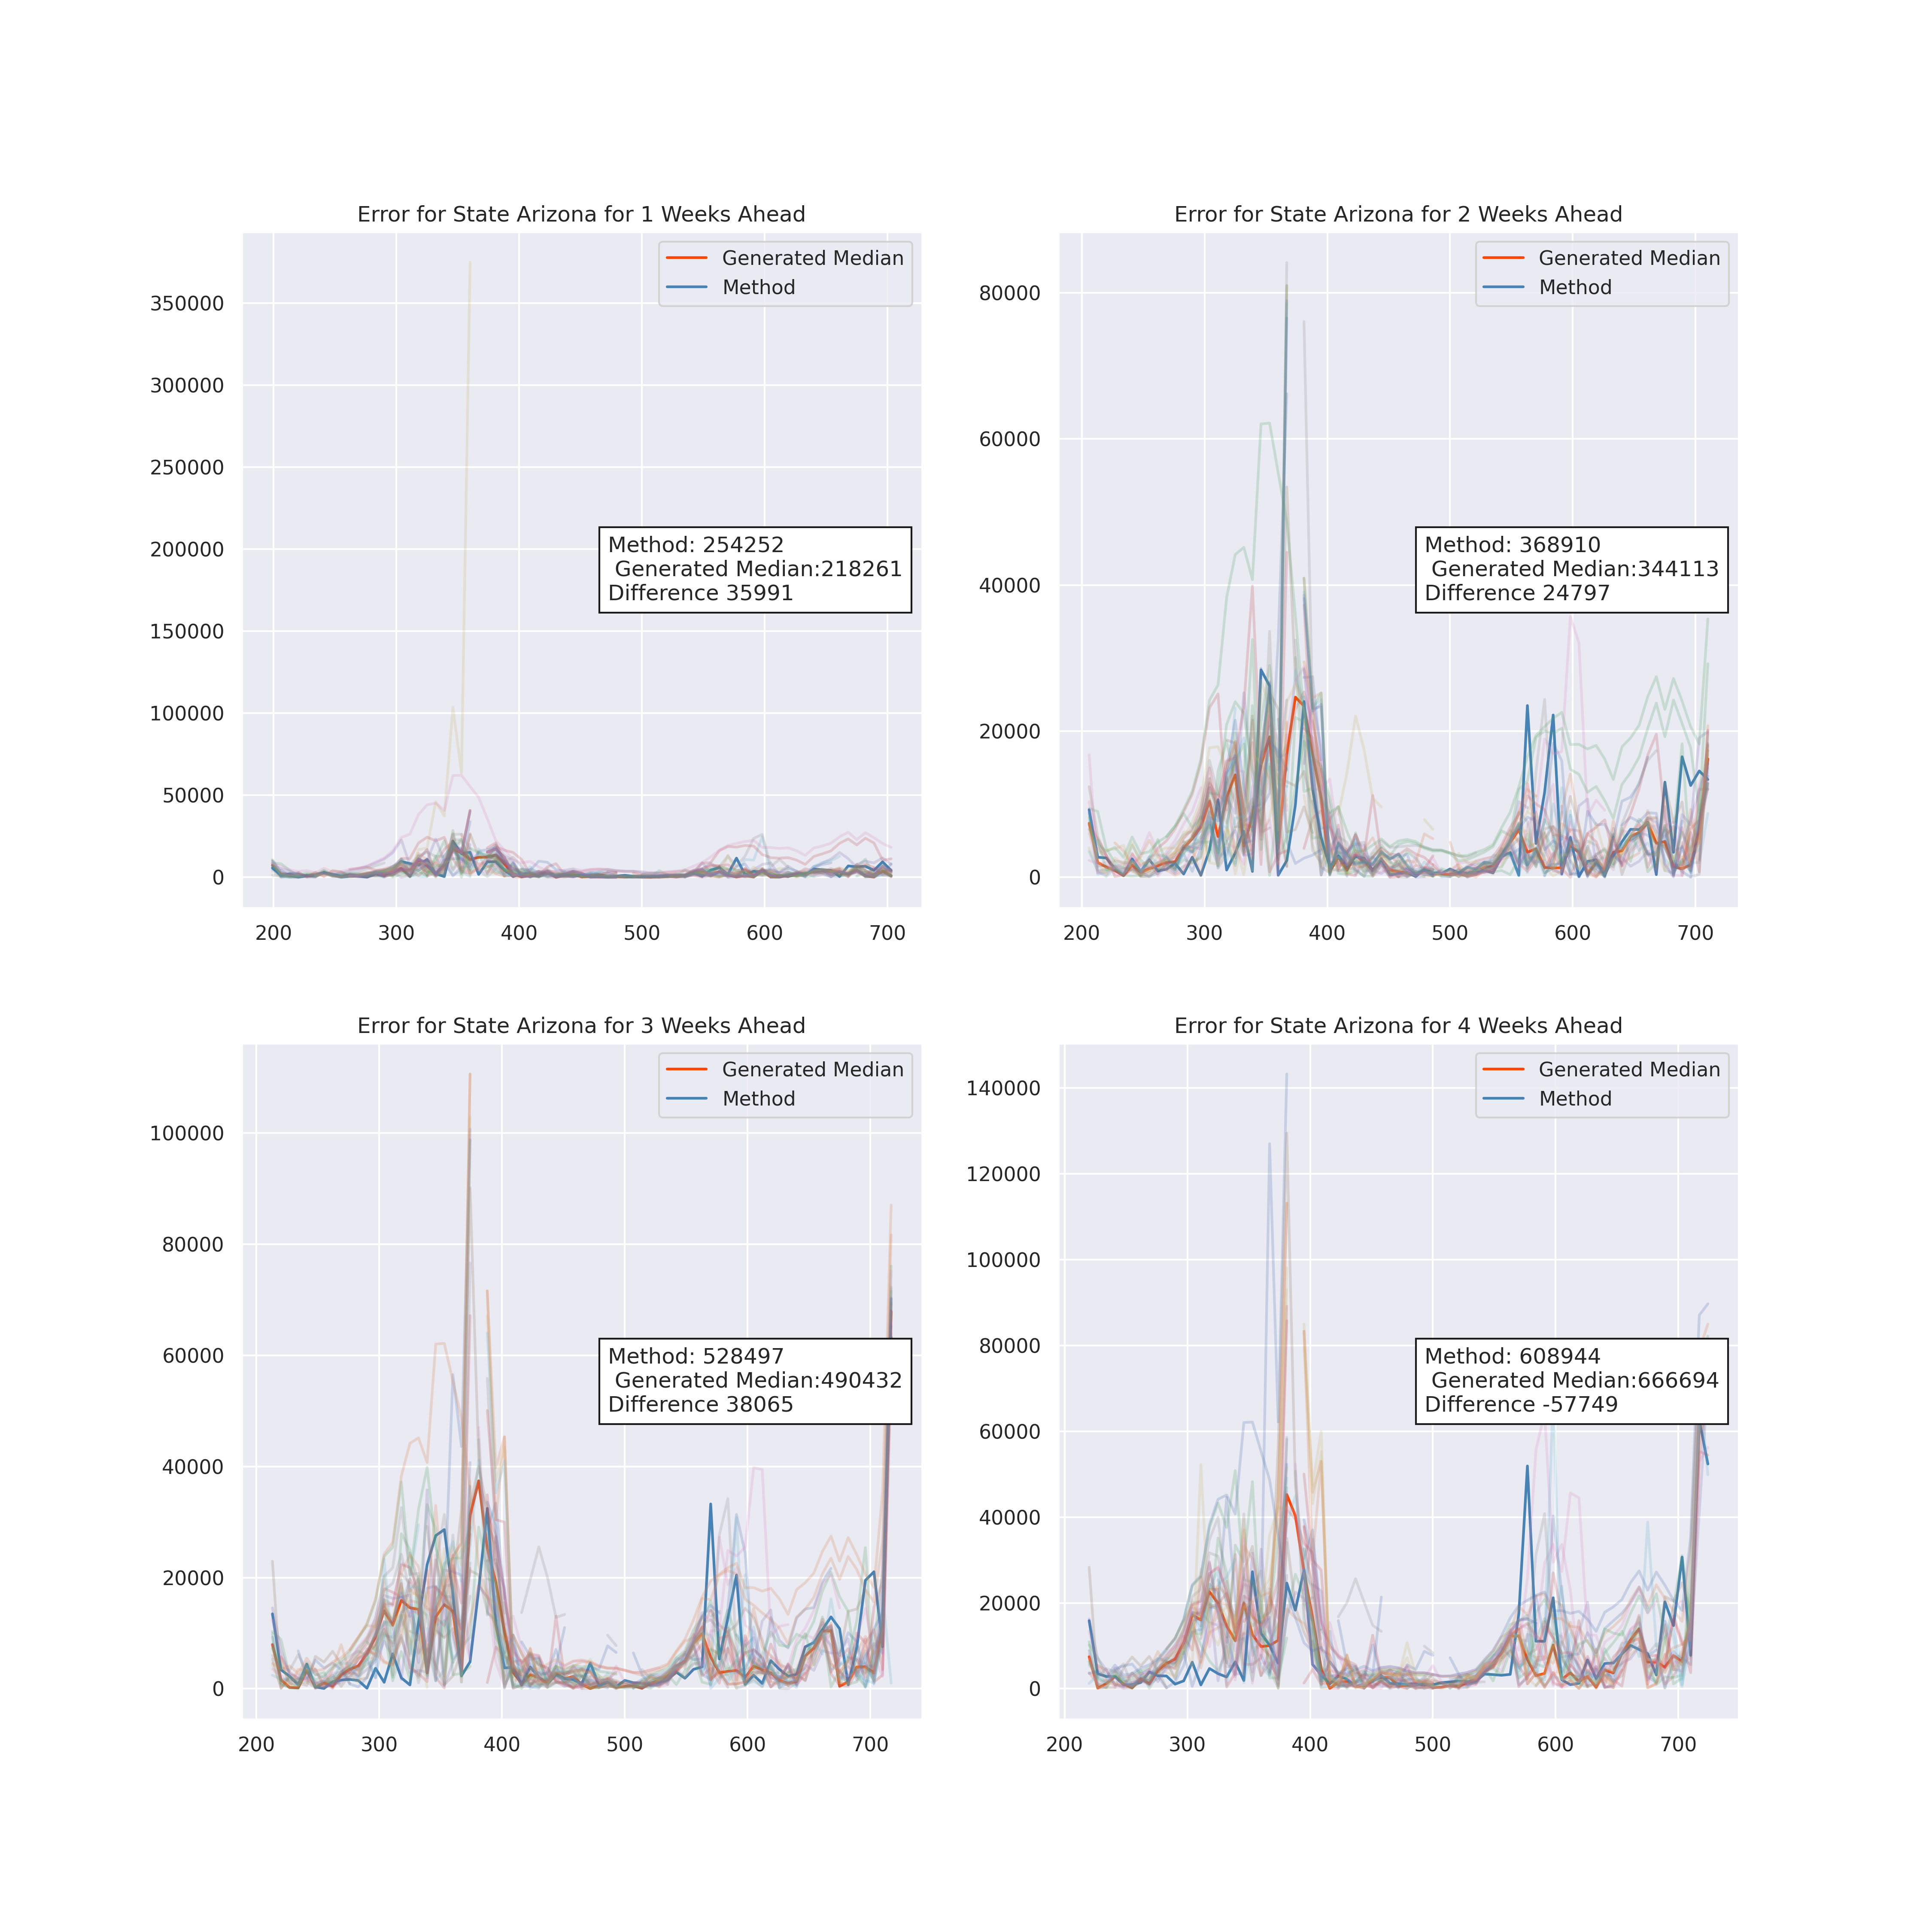 Error for State Arizona for 1 Weeks Ahead
Generated Median
Method
350000
300000
250000
200000
150000
100000
50000
0
Method: 254252
Generated Median:218261
Difference 35991
200 300 400 500 600 700
Error for State Arizona for 2 Weeks Ahead
Generated Median
Method
80000
60000
40000
20000
0
Method: 368910
Generated Median:344113
Difference 24797
200 300 400 500 600 700
Error for State Arizona for 3 Weeks Ahead
Generated Median
Method
100000
80000
60000
40000
20000
0
Method: 528497
Generated Median:490432
Difference 38065
200 300 400 500 600 700
Error for State Arizona for 4 Weeks Ahead
Generated Median
Method
140000
120000
100000
80000
60000
40000
20000
0
Method: 608944
Generated Median:666694
Difference -57749
200 300 400 500 600 700